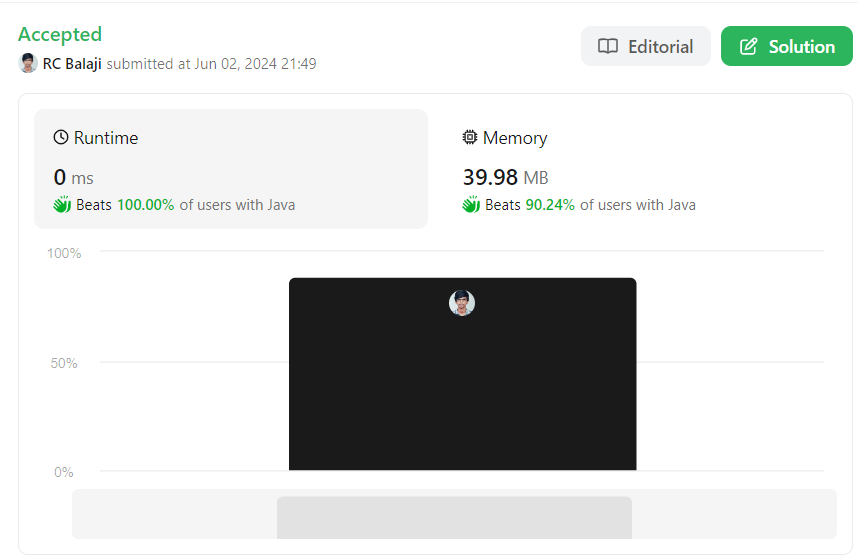 Accepted
RC Balaji submitted at Jun 02, 2024 21:49
Editorial
Solution
Runtime
0 ms
Beats 100.00% of users with Java
Memory
39.98 MB
Beats 90.24% of users with Java
100%
50%
0%